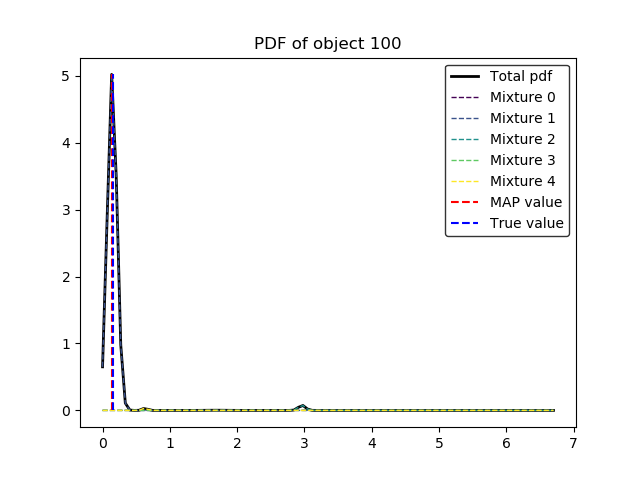 PDF of object 100
Total pdf
Mixture 0
Mixture 1
Mixture 2
Mixture 3
Mixture 4
MAP value
True value
5
4
3
2
1
0
0 1 2 3 4 5 6 7